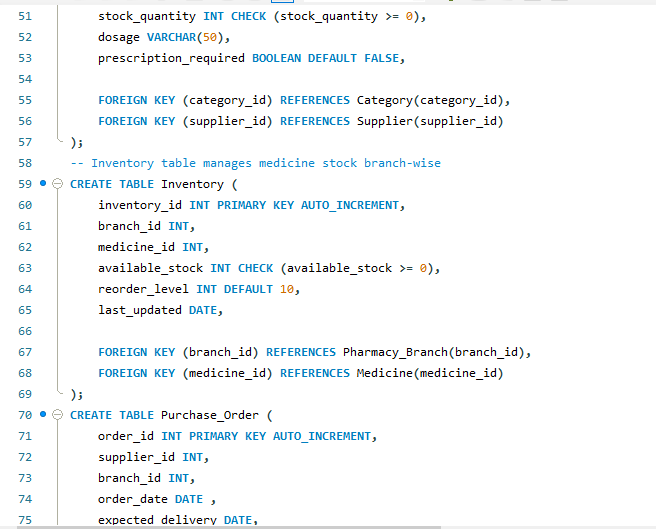 51 stock_quantity INT CHECK (stock_quantity >= 0),
52 dosage VARCHAR(50),
53 prescription_required BOOLEAN DEFAULT FALSE,
54
55 FOREIGN KEY (category_id) REFERENCES Category(category_id),
56 FOREIGN KEY (supplier_id) REFERENCES Supplier(supplier_id)
57 );
58 -- Inventory table manages medicine stock branch-wise
59 CREATE TABLE Inventory (
60 inventory_id INT PRIMARY KEY AUTO_INCREMENT,
61 branch_id INT,
62 medicine_id INT,
63 available_stock INT CHECK (available_stock >= 0),
64 reorder_level INT DEFAULT 10,
65 last_updated DATE,
66
67 FOREIGN KEY (branch_id) REFERENCES Pharmacy_Branch(branch_id),
68 FOREIGN KEY (medicine_id) REFERENCES Medicine(medicine_id)
69 );
70 CREATE TABLE Purchase_Order (
71 order_id INT PRIMARY KEY AUTO_INCREMENT,
72 supplier_id INT,
73 branch_id INT,
74 order_date DATE ,
75 expected_delivery DATE,